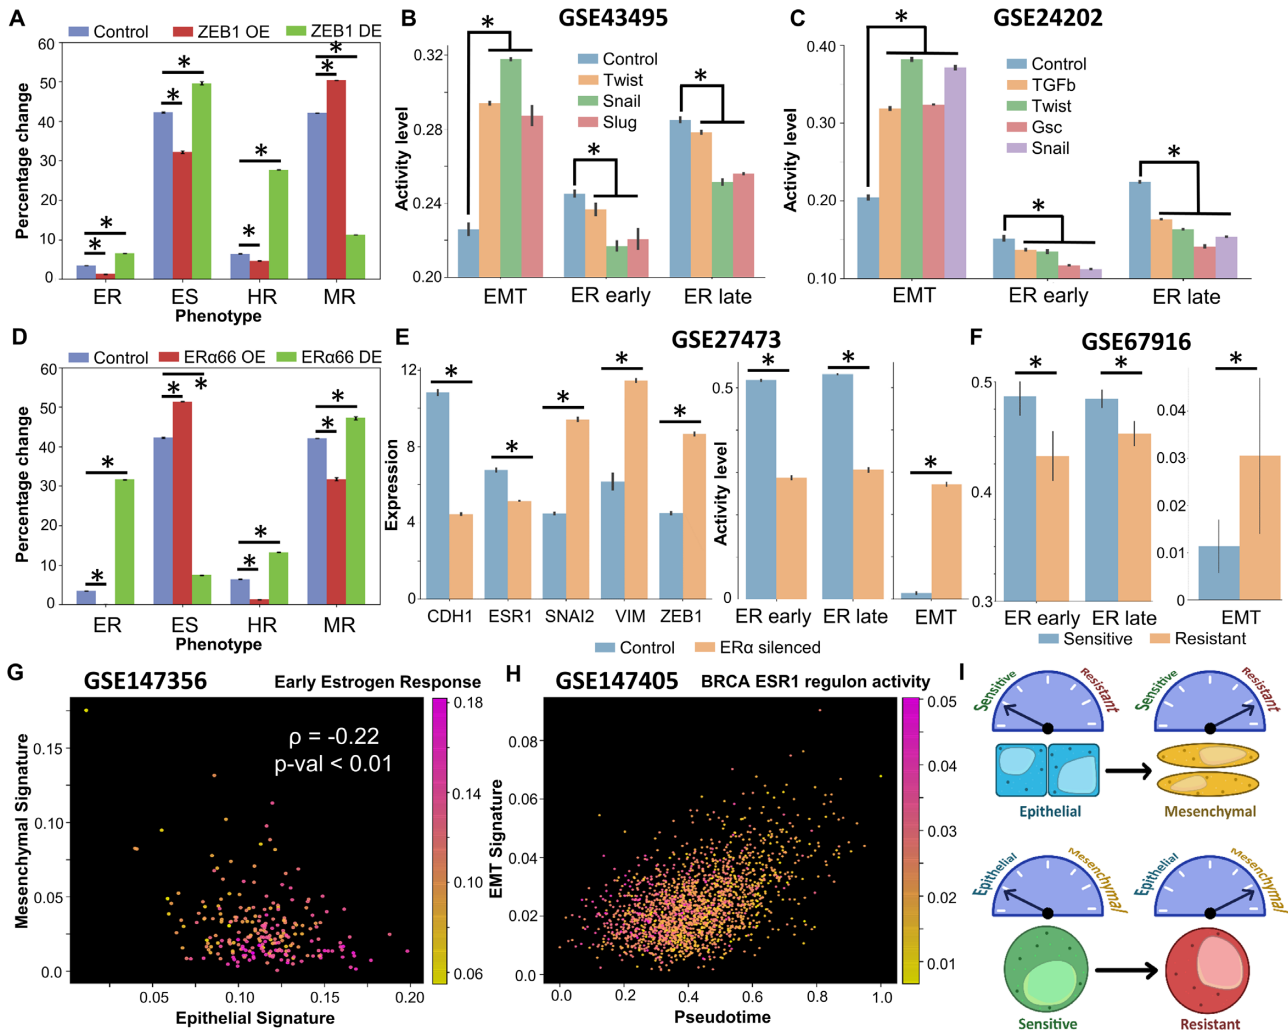 A
Control
ZEB1 OE
ZEB1 DE
Percentage change
60
50
40
30
20
10
0
*
*
*
*
*
*
*
*
ER
ES
HR
MR
Phenotype
B
GSE43495
Activity level
0.32
0.28
0.24
0.20
Control
Twist
Snail
Slug
*
*
*
EMT
ER early
ER late
C
GSE24202
Activity level
0.40
0.30
0.20
0.10
Control
TGFb
Twist
Gsc
Snail
*
*
*
EMT
ER early
ER late
D
Control
ERα66 OE
ERα66 DE
Percentage change
60
50
40
30
20
10
0
*
*
*
*
*
*
*
*
ER
ES
HR
MR
Phenotype
E
GSE27473
Expression
12
8
4
0
*
*
*
*
*
CDH1
ESR1
SNAI2
VIM
ZEB1
Activity level
0.5
0
*
*
*
ER early
ER late
EMT
Control
ERα silenced
F
GSE67916
0.5
0.4
0.3
*
*
*
0.04
0.03
0.02
0.01
0
ER early
ER late
EMT
Sensitive
Resistant
G
GSE147356
Early Estrogen Response
Mesenchymal Signature
0.15
0.10
0.05
0.0
ρ = -0.22
p-val < 0.01
0.18
0.14
0.10
0.06
0.05
0.10
0.15
0.20
Epithelial Signature
H
GSE147405
BRCA ESR1 regulon activity
EMT Signature
0.08
0.06
0.04
0.02
0.0
0.05
0.04
0.03
0.02
0.01
0.0
0.2
0.4
0.6
0.8
1.0
Pseudotime
I
Sensitive
Resistant
Sensitive
Resistant
Epithelial
Mesenchymal
Epithelial
Mesenchymal
Epithelial
Mesenchymal
Sensitive
Resistant